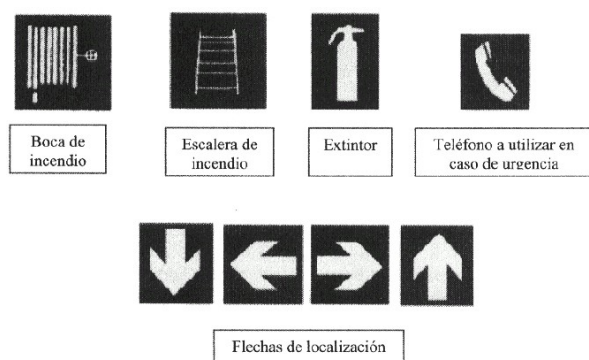 Boca de
incendio
Escalera de
incendio
Extintor
Teléfono a utilizar en
caso de urgencia
Flechas de localización